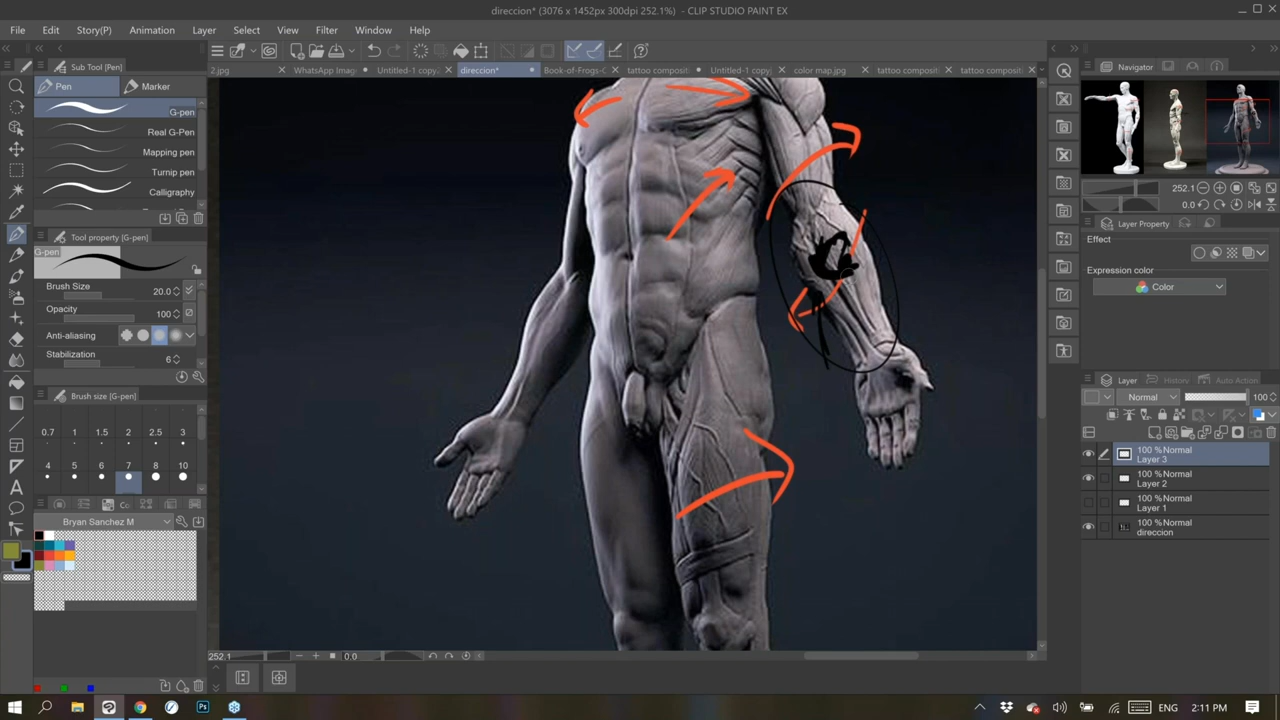 direccion* (3076 x 1452px 300dpi 252.1%) - CLIP STUDIO PAINT EX
File Edit Story(P) Animation Layer Select View Filter Window Help
Sub Tool [Pen]
2.jpg WhatsApp Imag Untitled-1 copy. direccion* Book-of-Frogs- tattoo composit Untitled-1 copy color map.jpg tattoo composit tattoo composit
Navigator
Pen Marker
G-pen
Real G-Pen
Mapping pen
Turnip pen
Calligraphy
252.1
0.0
Layer Property
Tool property [G-pen]
G-pen
Effect
Expression color
Color
Brush Size 20.0
Opacity 100
Anti-aliasing
Stabilization 6
Layer History Auto Action
Normal 100
Brush size [G-pen]
0.7 1 1.5 2 2.5 3
4 5 6 7 8 10
100 %Normal
Layer 3
100 %Normal
Layer 2
100 %Normal
Layer 1
100 %Normal
direccion
Co
Bryan Sanchez M
252.1 0.0
Ps
ENG 2:11 PM